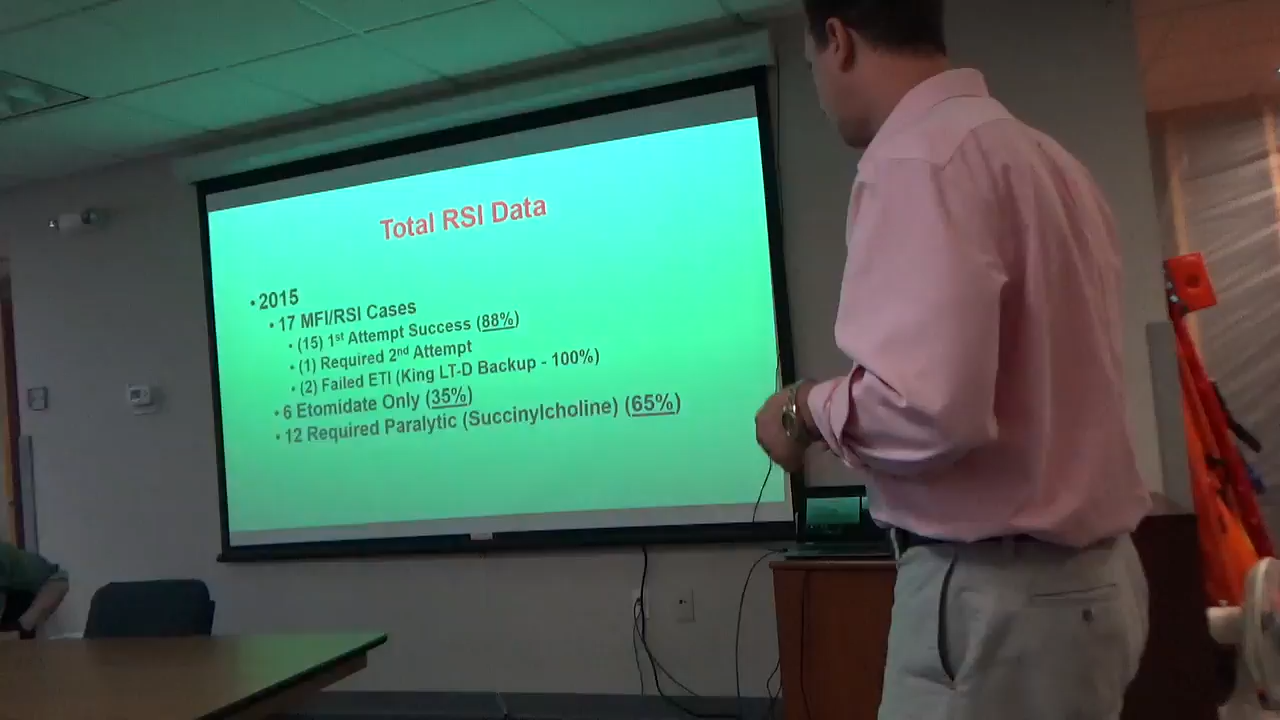 Total RSI Data
• 2015
• 17 MFI/RSI Cases
• (15) 1st Attempt Success (88%)
• (1) Required 2nd Attempt
• (2) Failed ETI (King LT-D Backup - 100%)
• 6 Etomidate Only (35%)
• 12 Required Paralytic (Succinylcholine) (65%)